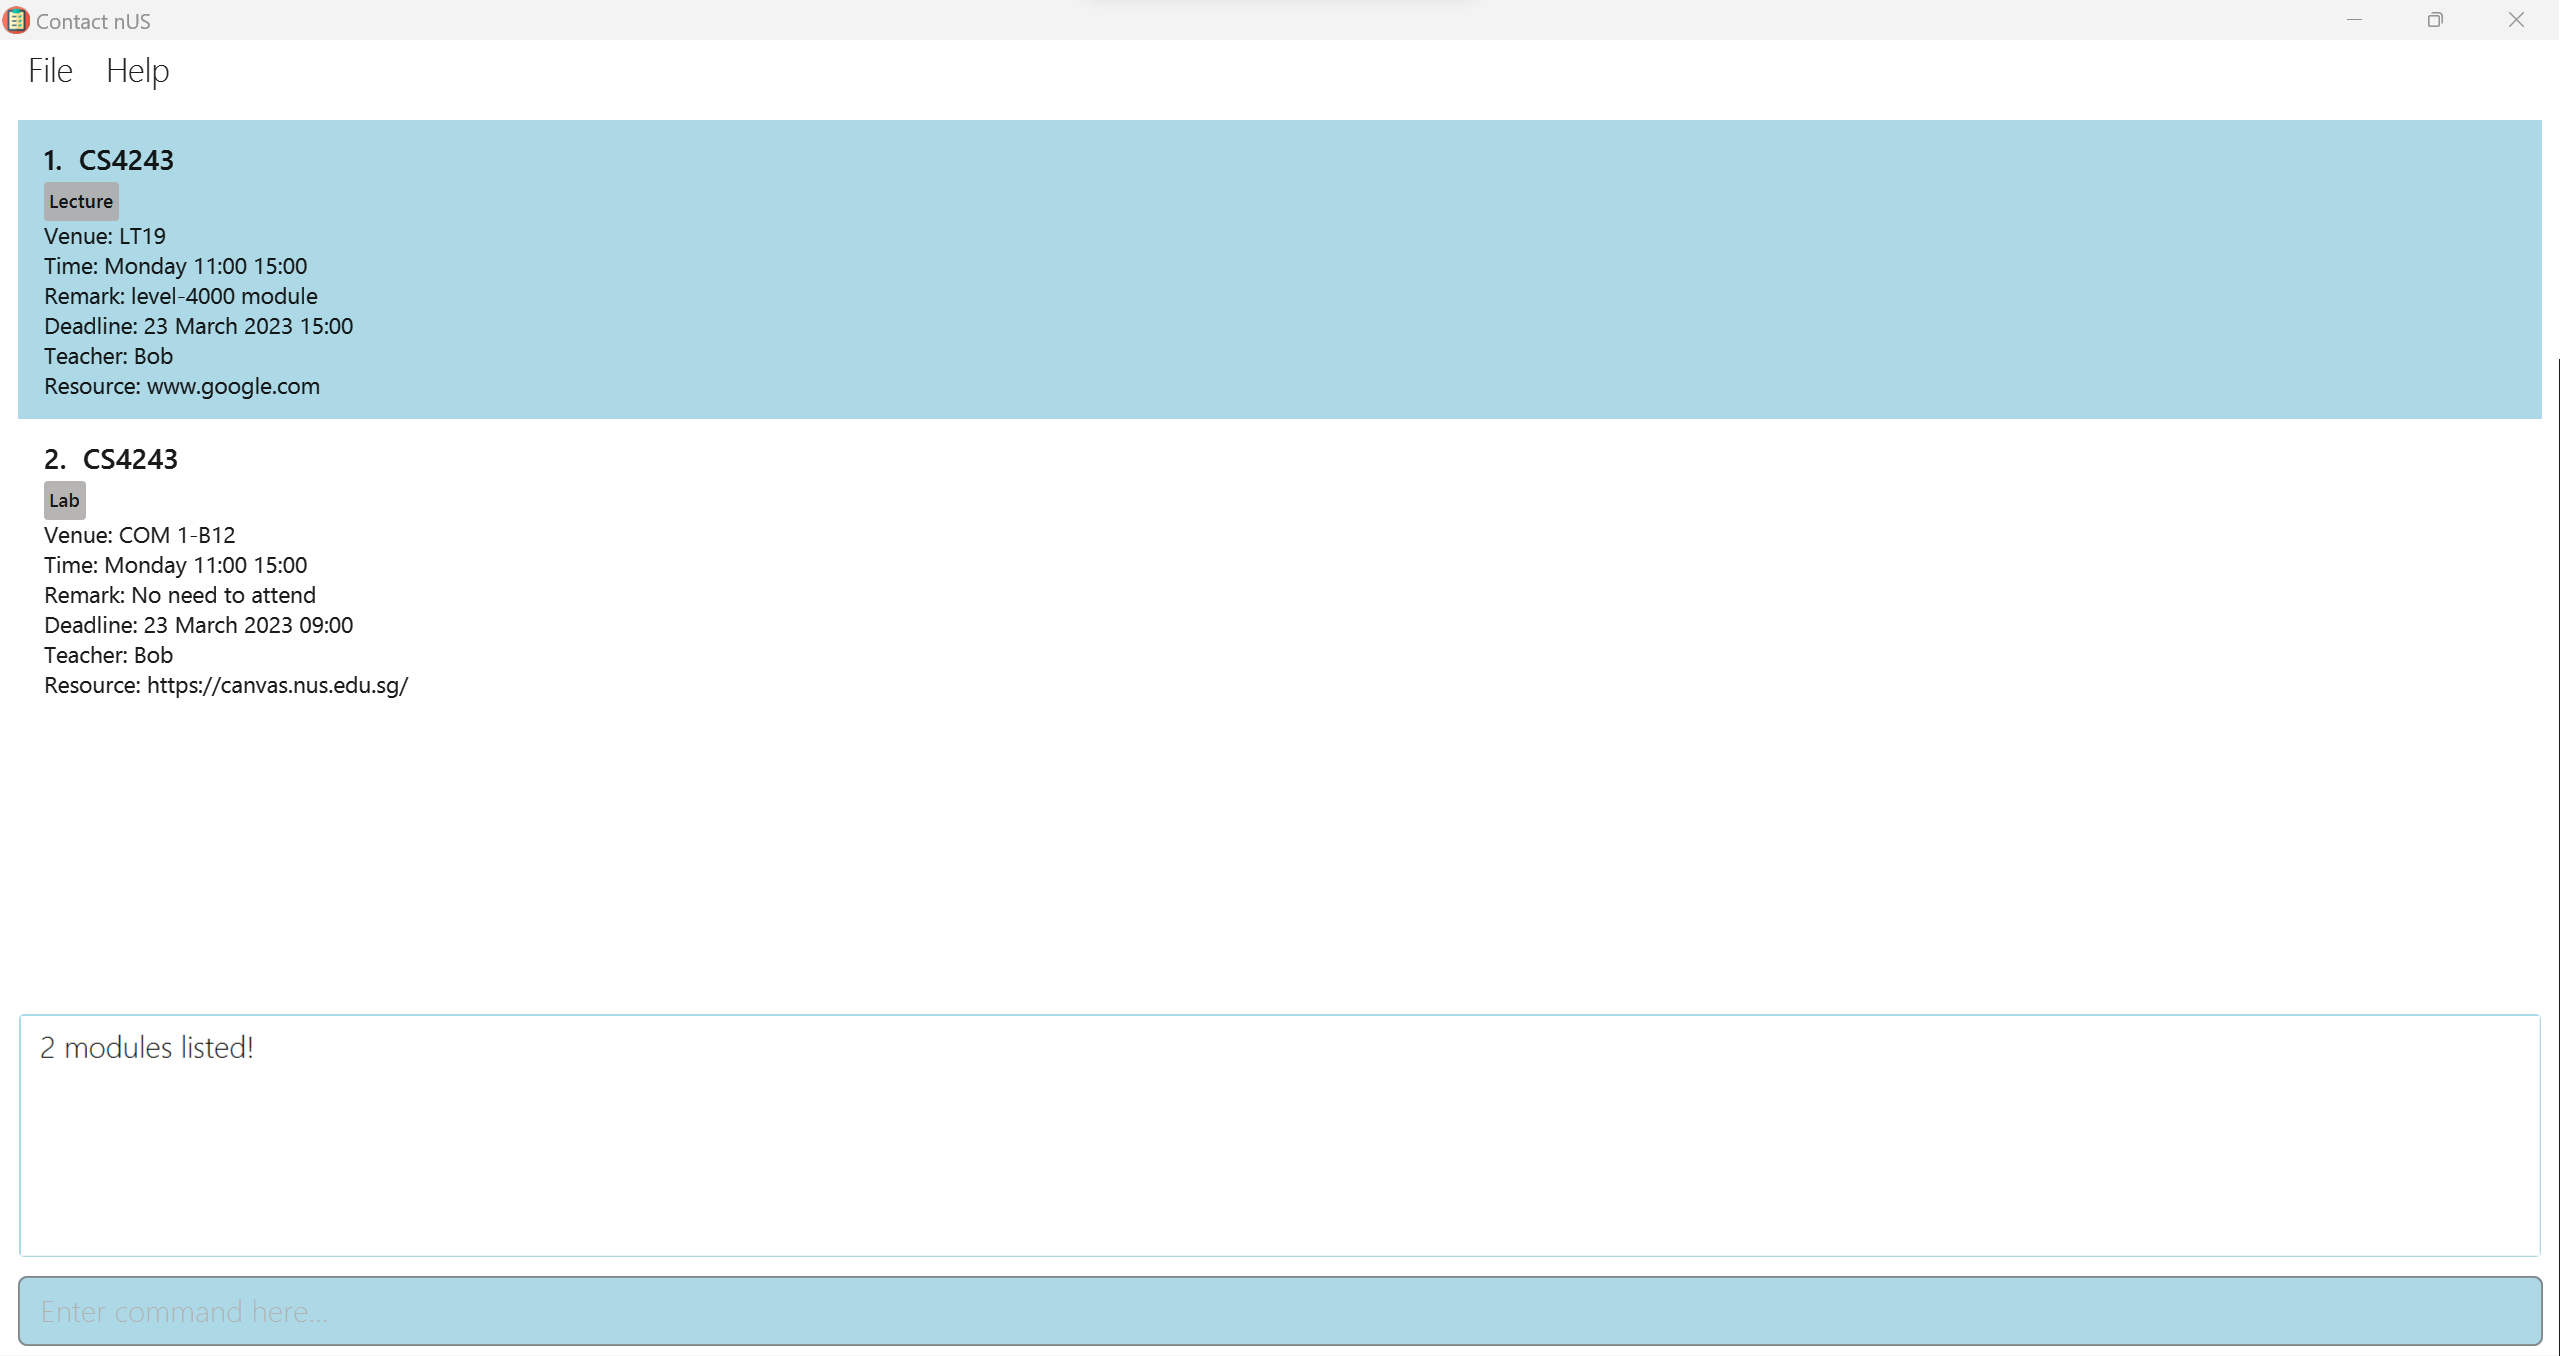 Contact nUS
File Help
1. CS4243
Lecture
Venue: LT19
Time: Monday 11:00 15:00
Remark: level-4000 module
Deadline: 23 March 2023 15:00
Teacher: Bob
Resource: www.google.com
2. CS4243
Lab
Venue: COM 1-B12
Time: Monday 11:00 15:00
Remark: No need to attend
Deadline: 23 March 2023 09:00
Teacher: Bob
Resource: https://canvas.nus.edu.sg/
2 modules listed!
Enter command here...